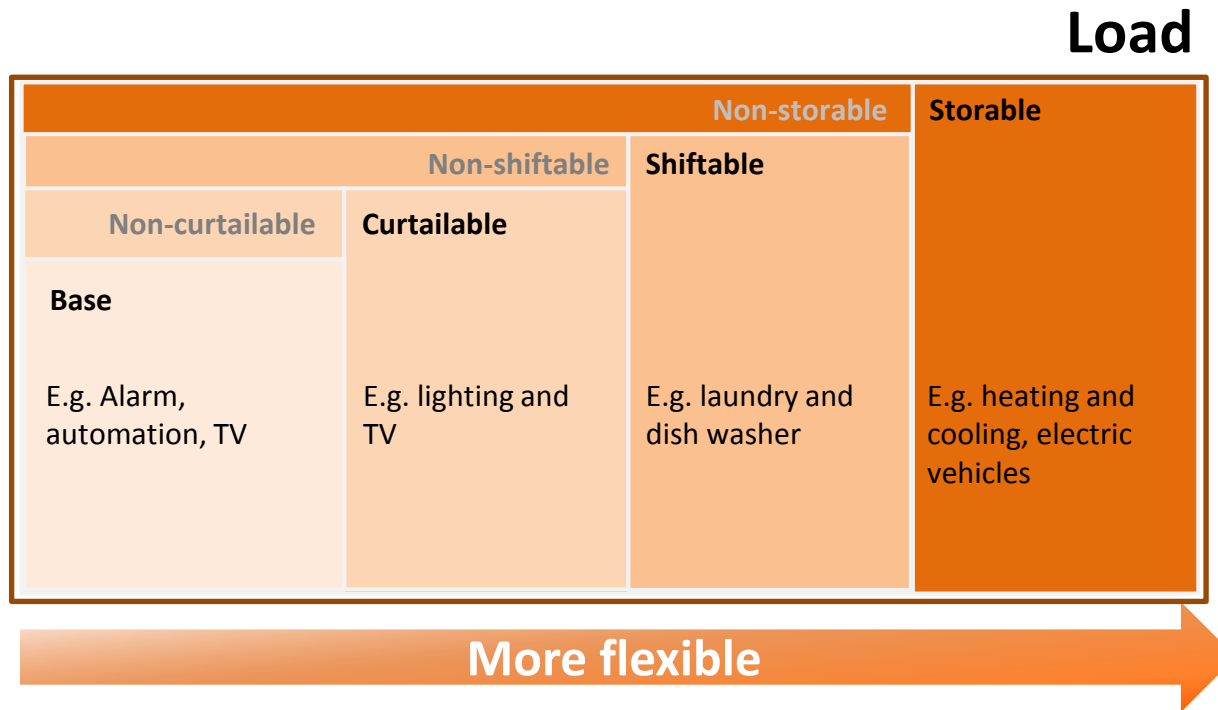 Load
Non-storable
Storable
Non-shiftable
Shiftable
Non-curtailable
Curtailable
Base
E.g. Alarm,
automation, TV
E.g. lighting and
TV
E.g. laundry and
dish washer
E.g. heating and
cooling, electric
vehicles
More flexible